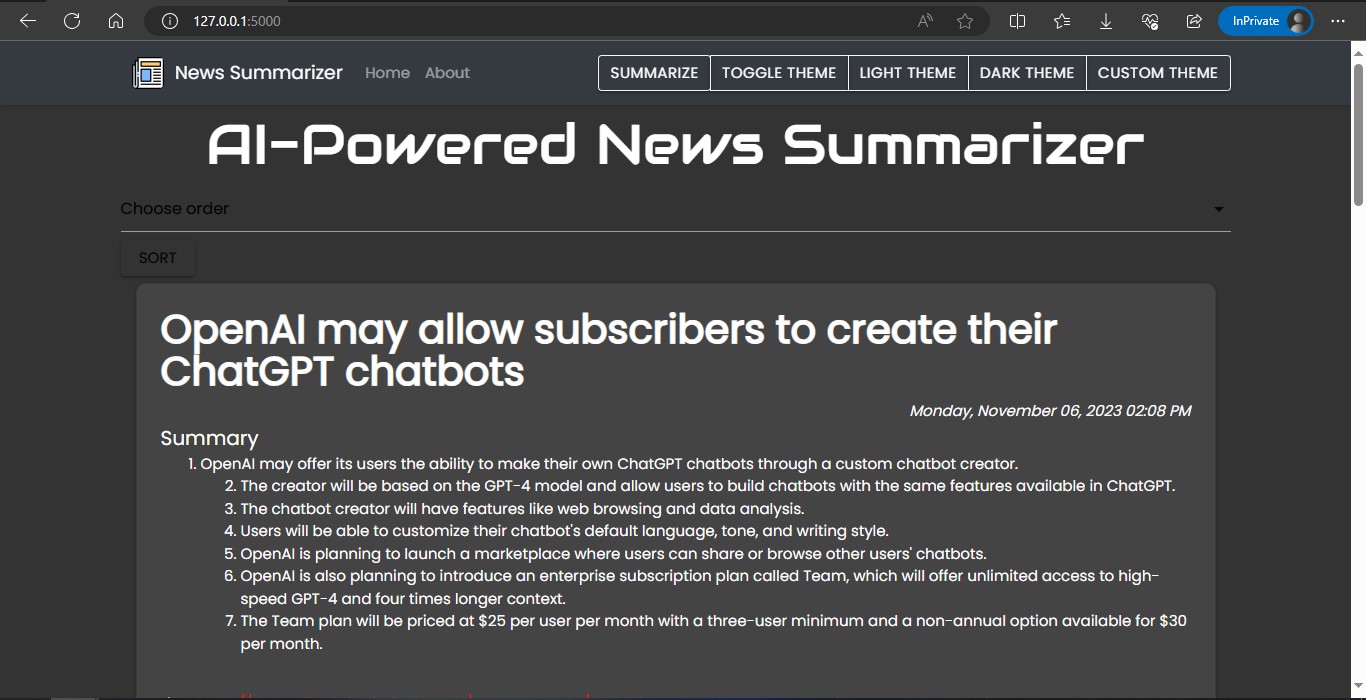 127.0.0.1:5000
InPrivate
News Summarizer Home About SUMMARIZE TOGGLE THEME LIGHT THEME DARK THEME CUSTOM THEME
AI-Powered News Summarizer
Choose order
SORT
OpenAI may allow subscribers to create their
ChatGPT chatbots
Monday, November 06, 2023 02:08 PM
Summary
1. OpenAI may offer its users the ability to make their own ChatGPT chatbots through a custom chatbot creator.
2. The creator will be based on the GPT-4 model and allow users to build chatbots with the same features available in ChatGPT.
3. The chatbot creator will have features like web browsing and data analysis.
4. Users will be able to customize their chatbot's default language, tone, and writing style.
5. OpenAI is planning to launch a marketplace where users can share or browse other users' chatbots.
6. OpenAI is also planning to introduce an enterprise subscription plan called Team, which will offer unlimited access to high-
speed GPT-4 and four times longer context.
7. The Team plan will be priced at $25 per user per month with a three-user minimum and a non-annual option available for $30
per month.